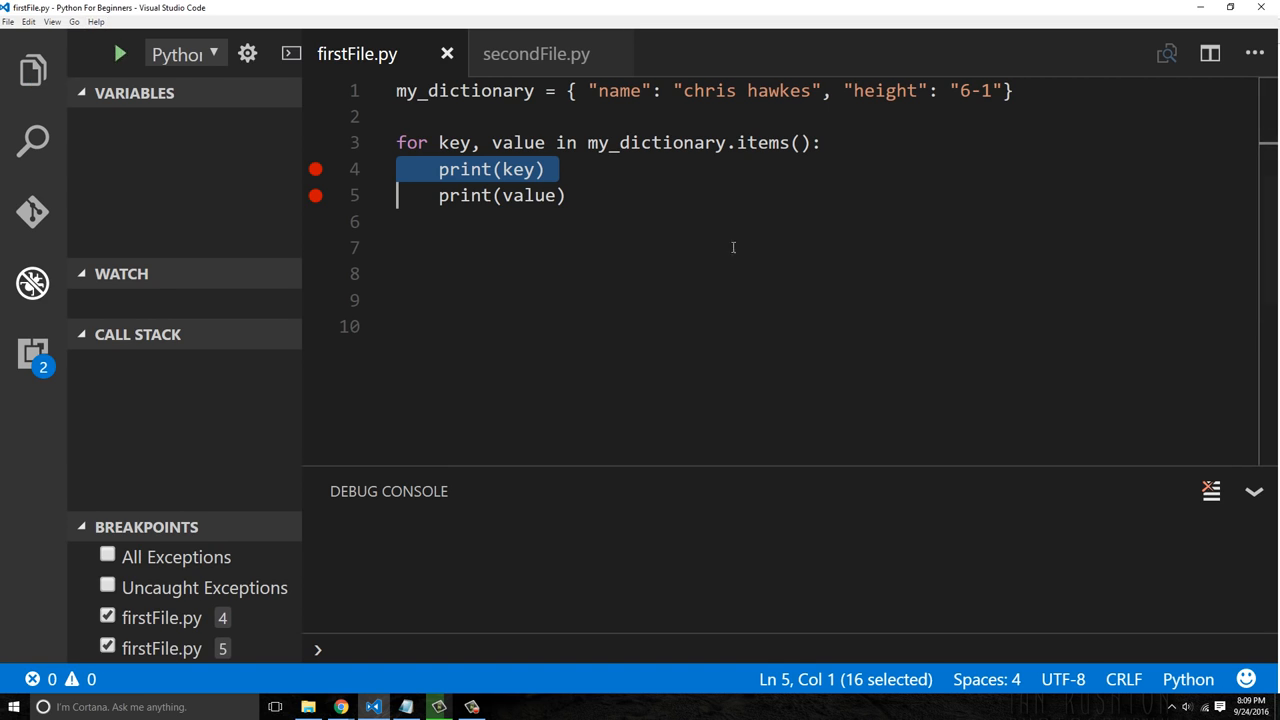 firstFile.py - Python For Beginners - Visual Studio Code
File Edit View Go Help
Python
firstFile.py
secondFile.py
VARIABLES
WATCH
CALL STACK
BREAKPOINTS
All Exceptions
Uncaught Exceptions
firstFile.py 4
firstFile.py 5
2
1 my_dictionary = { "name": "chris hawkes", "height": "6-1"}
2
3 for key, value in my_dictionary.items():
4 print(key)
5 print(value)
6
7
8
9
10
DEBUG CONSOLE
0 0
Ln 5, Col 1 (16 selected) Spaces: 4 UTF-8 CRLF Python
I'm Cortana. Ask me anything.
8:09 PM
9/24/2016